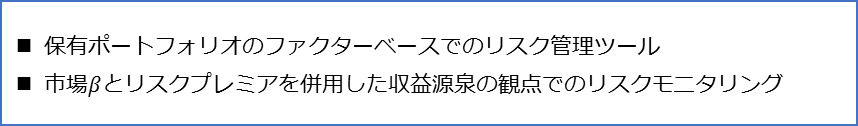 ■ 保有ポートフォリオのファクターベースでのリスク管理ツール
■ 市場βとリスクプレミアを併用した収益源泉の観点でのリスクモニタリング